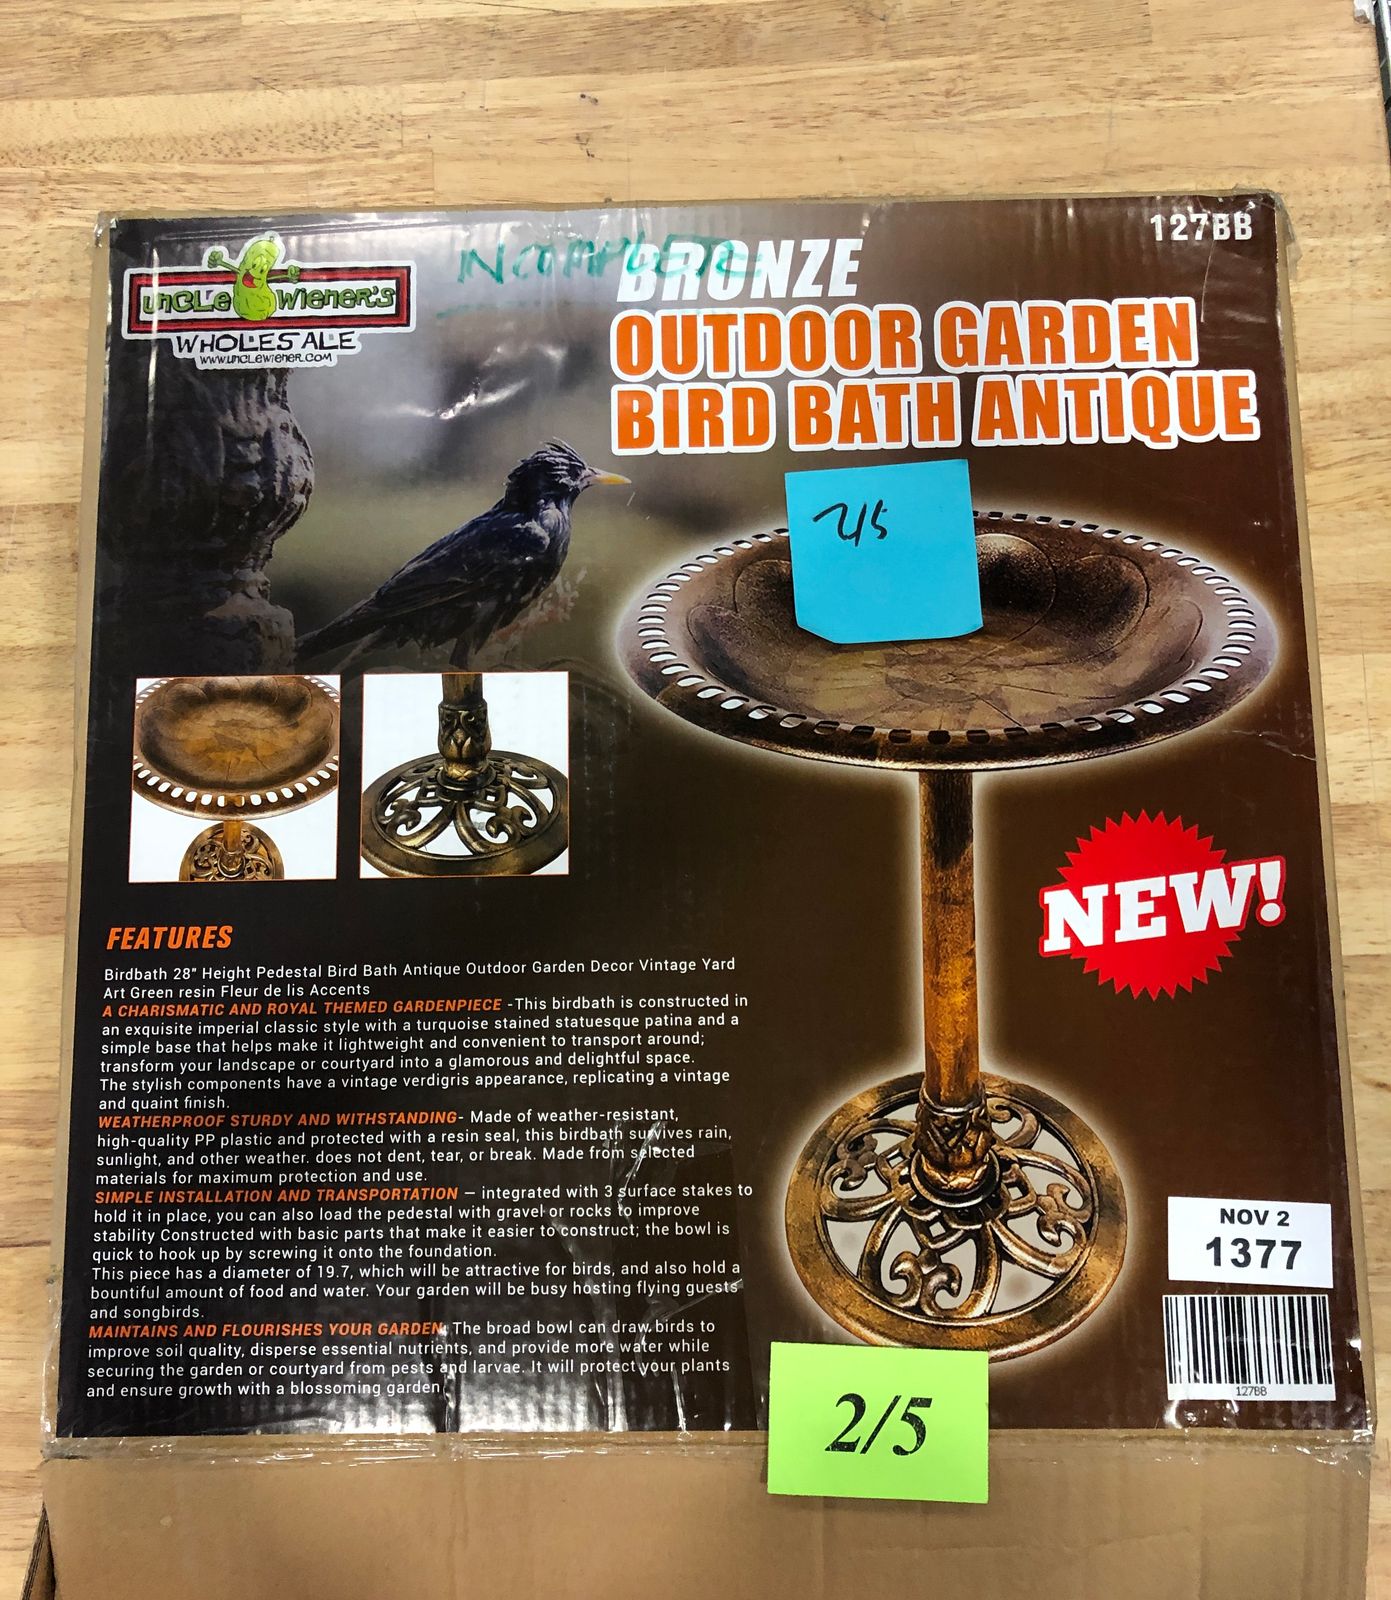 127BB
UNCLE WIENER'S
WHOLESALE
WWW.UNCLEWIENER.COM
INCOMPLETE
BRONZE
OUTDOOR GARDEN
BIRD BATH ANTIQUE
2/5
NEW!
FEATURES
Birdbath 28" Height Pedestal Bird Bath Antique Outdoor Garden Decor Vintage Yard
Art Green resin Fleur de lis Accents
A CHARISMATIC AND ROYAL THEMED GARDENPIECE -This birdbath is constructed in
an exquisite imperial classic style with a turquoise stained statuesque patina and a
simple base that helps make it lightweight and convenient to transport around;
transform your landscape or courtyard into a glamorous and delightful space.
The stylish components have a vintage verdigris appearance, replicating a vintage
and quaint finish.
WEATHERPROOF STURDY AND WITHSTANDING- Made of weather-resistant,
high-quality PP plastic and protected with a resin seal, this birdbath survives rain,
sunlight, and other weather. does not dent, tear, or break. Made from selected
materials for maximum protection and use.
SIMPLE INSTALLATION AND TRANSPORTATION — integrated with 3 surface stakes to
hold it in place, you can also load the pedestal with gravel or rocks to improve
stability Constructed with basic parts that make it easier to construct; the bowl is
quick to hook up by screwing it onto the foundation.
This piece has a diameter of 19.7, which will be attractive for birds, and also hold a
bountiful amount of food and water. Your garden will be busy hosting flying guests
and songbirds.
MAINTAINS AND FLOURISHES YOUR GARDEN- The broad bowl can draw birds to
improve soil quality, disperse essential nutrients, and provide more water while
securing the garden or courtyard from pests and larvae. It will protect your plants
and ensure growth with a blossoming garden
NOV 2
1377
127BB
2/5